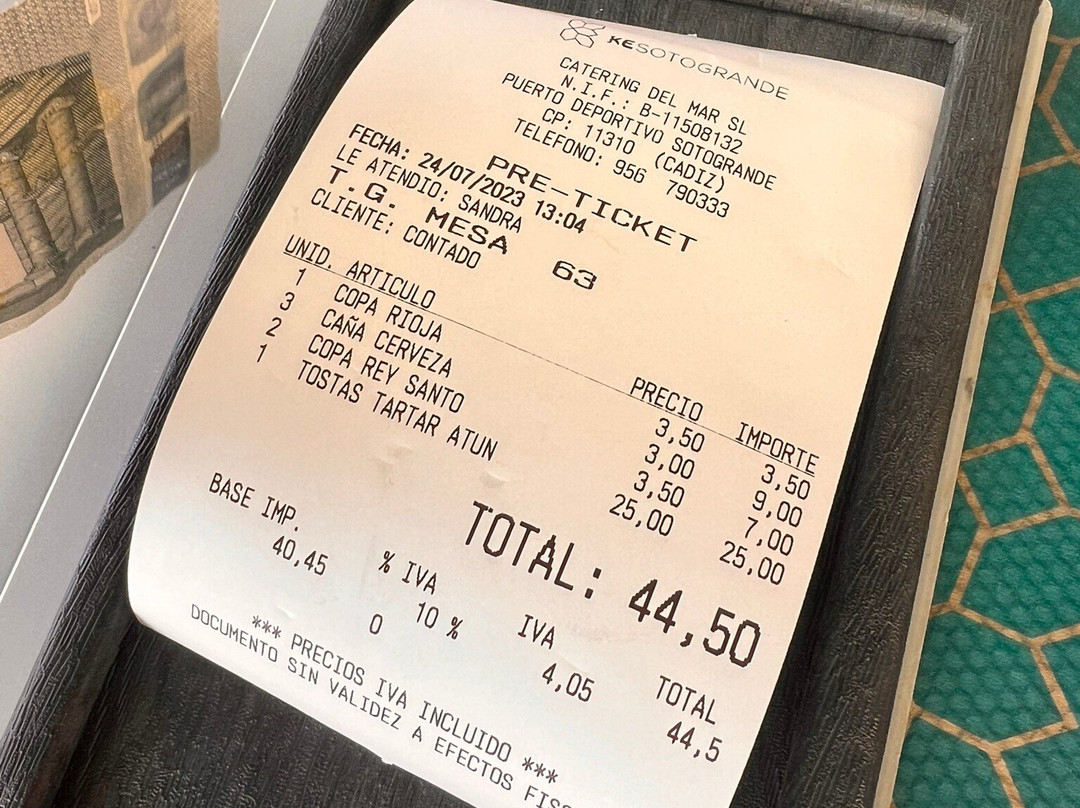 KESOTOGRANDE
CATERING DEL MAR SL
N.I.F.: B-11508132
PUERTO DEPORTIVO SOTOGRANDE
CP: 11310 (CADIZ)
TELEFONO: 956 790333
PRE-TICKET
FECHA: 24/07/2023 13:04
LE ATENDIO: SANDRA
T.G. MESA 63
CLIENTE: CONTADO
UNID. ARTICULO PRECIO IMPORTE
1 COPA RIOJA 3,50 3,50
3 CAÑA CERVEZA 3,00 9,00
2 COPA REY SANTO 3,50 7,00
1 TOSTAS TARTAR ATUN 25,00 25,00
TOTAL: 44,50
BASE IMP. % IVA IVA TOTAL
40,45 10 % 4,05 44,5
0
*** PRECIOS IVA INCLUIDO ***
DOCUMENTO SIN VALIDEZ A EFECTOS FISC